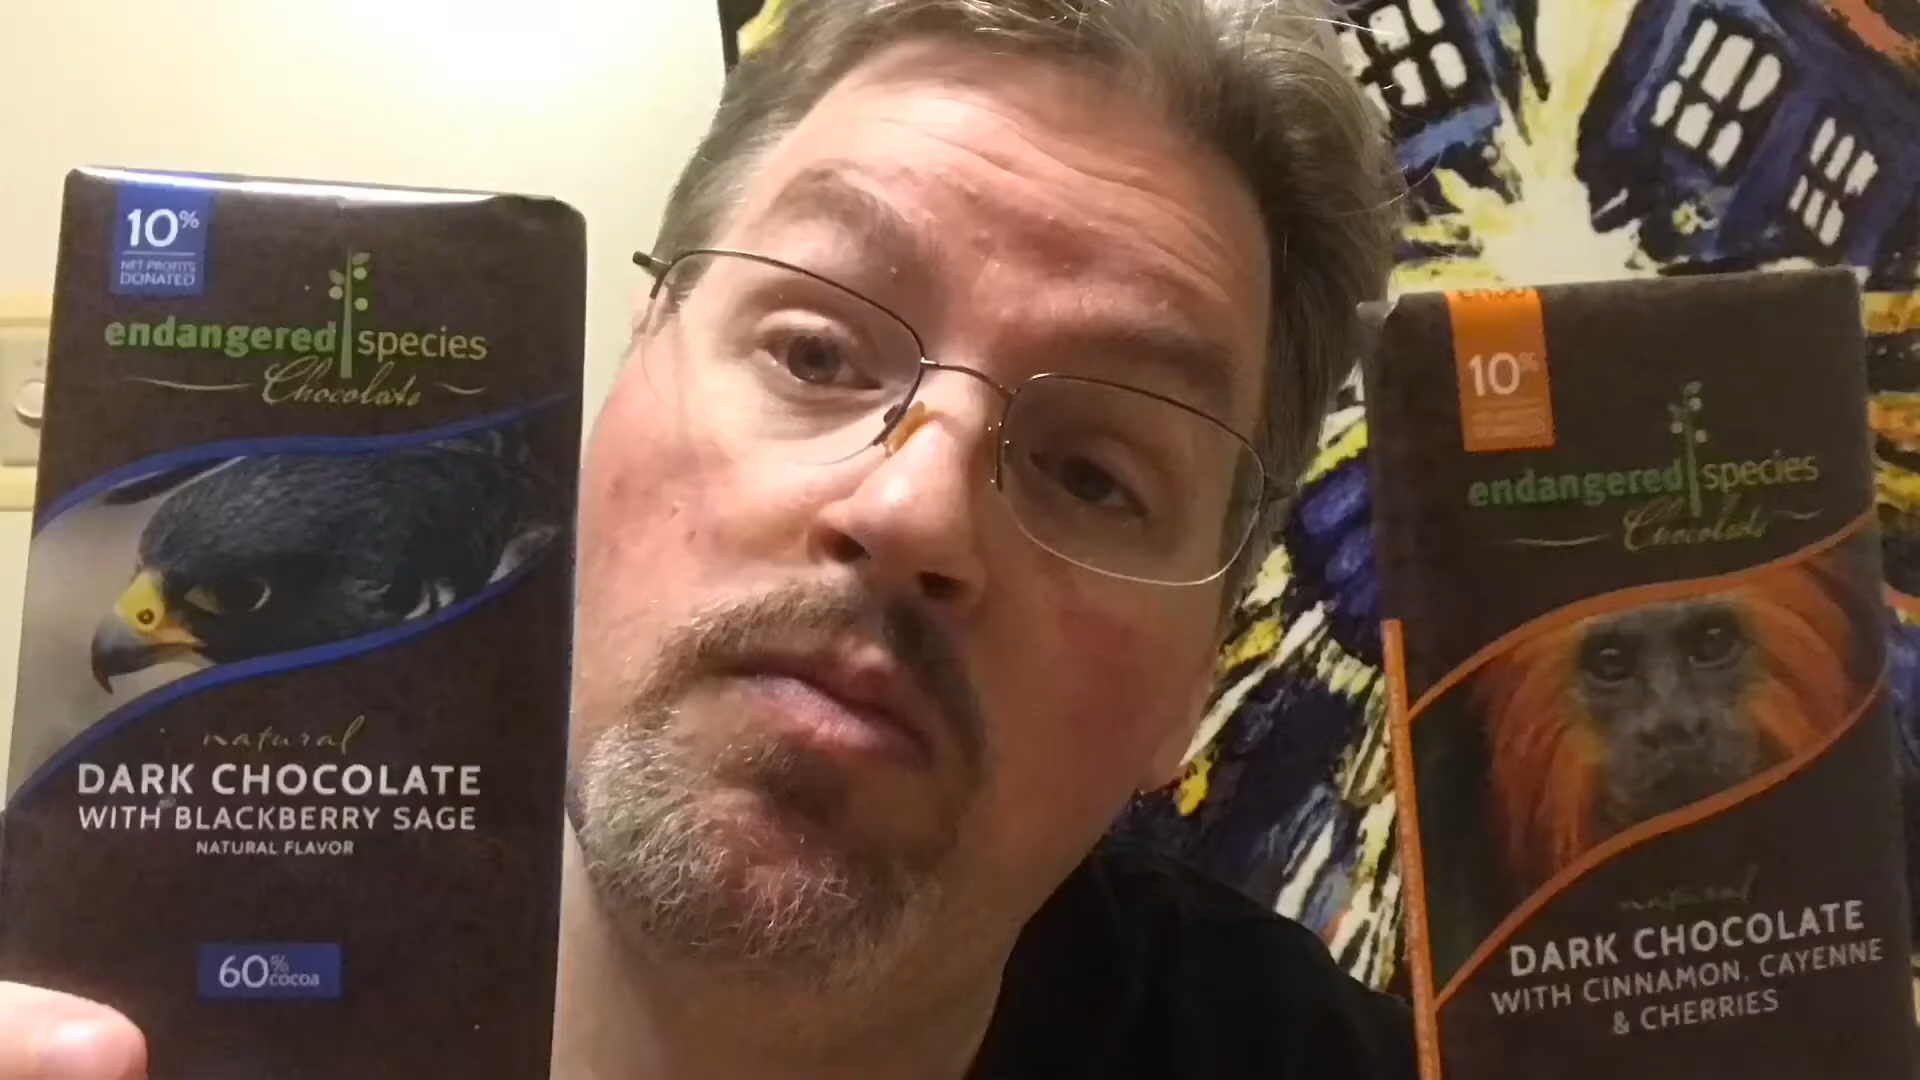 10%
NET PROFITS
DONATED
endangered species
Chocolate
natural
DARK CHOCOLATE
WITH BLACKBERRY SAGE
NATURAL FLAVOR
60% cocoa
10%
endangered species
Chocolate
natural
DARK CHOCOLATE
WITH CINNAMON, CAYENNE
& CHERRIES